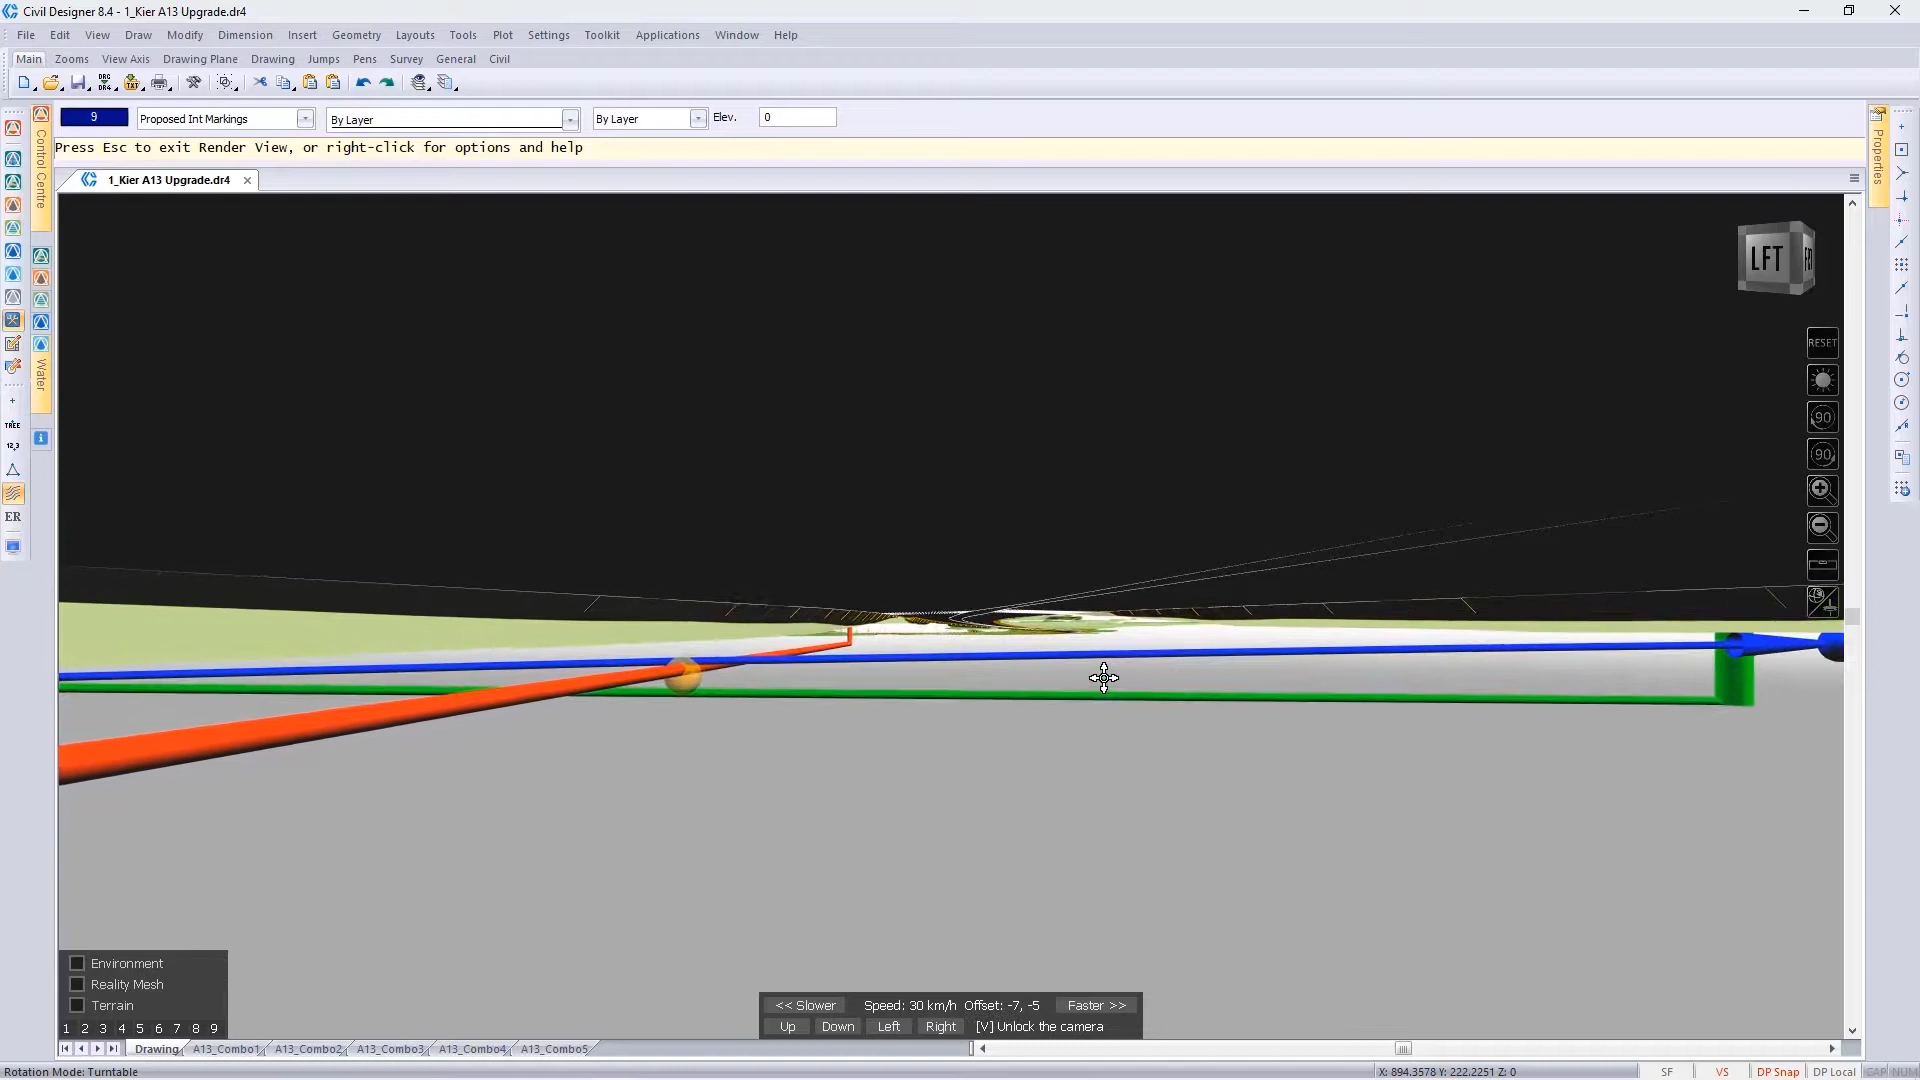 Civil Designer 8.4 - 1_Kier A13 Upgrade.dr4
File Edit View Draw Modify Dimension Insert Geometry Layouts Tools Plot Settings Toolkit Applications Window Help
Main Zooms View Axis Drawing Plane Drawing Jumps Pens Survey General Civil
9 Proposed Int Markings By Layer By Layer Elev. 0
Press Esc to exit Render View, or right-click for options and help
1_Kier A13 Upgrade.dr4
Control Centre
Properties
LFT
RESET
90
90
Water
TREE
ER
Environment
Reality Mesh
Terrain
1 2 3 4 5 6 7 8 9
<< Slower Speed: 30 km/h Offset: -7, -5 Faster >>
Up Down Left Right [V] Unlock the camera
Drawing A13_Combo1 A13_Combo2 A13_Combo3 A13_Combo4 A13_Combo5
Rotation Mode: Turntable X: 894.3578 Y: 222.2251 Z: 0 SF VS DP Snap DP Local CAP NUM